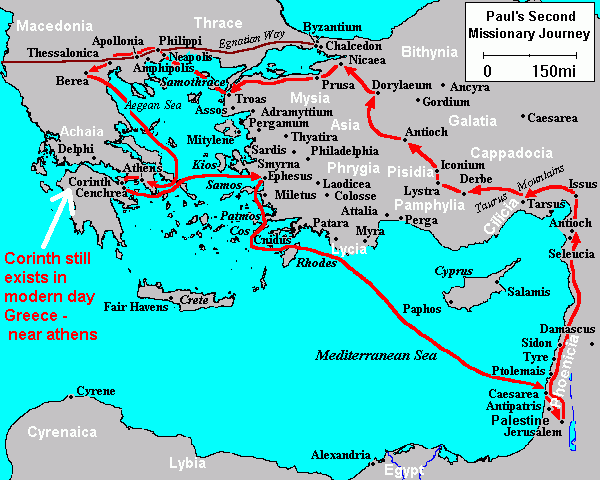 Paul's Second
Missionary Journey
0 150mi
Macedonia
Thrace
Byzantium
Apollonia
Philippi
Egnation Way
Thessalonica
Neapolis
Chalcedon
Bithynia
Amphipolis
Nicaea
Berea
Samothrace
Prusa
Dorylaeum
Ancyra
Troas
Mysia
Gordium
Aegean Sea
Assos
Adramyttium
Galatia
Caesarea
Mitylene
Pergamum
Asia
Achaia
Thyatira
Antioch
Delphi
Sardis
Philadelphia
Cappadocia
Kios
Smyrna
Phrygia
Iconium
Athens
Ephesus
Pisidia
Derbe
Corinth
Samos
Laodicea
Lystra
Taurus Mountains
Issus
Cenchrea
Miletus
Colosse
Pamphylia
Tarsus
Patmos
Attalia
Cilicia
Cos
Patara
Perga
Antioch
Cnidus
Myra
Lycia
Seleucia
Corinth still
exists in
modern day
Greece -
near athens
Rhodes
Cyprus
Salamis
Crete
Fair Havens
Paphos
Damascus
Sidon
Mediterranean Sea
Tyre
Phoenicia
Ptolemais
Cyrene
Caesarea
Antipatris
Palestine
Cyrenaica
Jerusalem
Lybia
Alexandria
Egypt